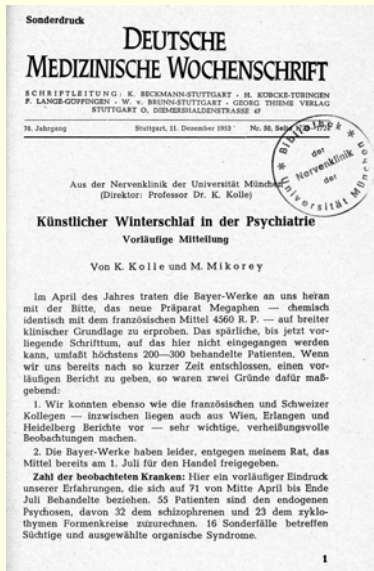 Sonderdruck
DEUTSCHE
MEDIZINISCHE WOCHENSCHRIFT
SCHRIFTLEITUNG: K. BECKMANN-STUTTGART · H. KOBCKE-TÜBINGEN
P. LANGE-GÖPPINGEN · W. v. BRUNN-STUTTGART · GEORG THIEME VERLAG
STUTTGART O, DIEMERSHALDENSTRASSE 47
78. Jahrgang Stuttgart, 11. Dezember 1953 Nr. 50, Seite
Bibliothek
der
Nervenklinik
der
Universität München
Aus der Nervenklinik der Universität München
(Direktor: Professor Dr. K. Kolle)
Künstlicher Winterschlaf in der Psychiatrie
Vorläufige Mitteilung
Von K. Kolle und M. Mikorey
Im April des Jahres traten die Bayer-Werke an uns heran
mit der Bitte, das neue Präparat Megaphen — chemisch
identisch mit dem französischen Mittel 4560 R. P. — auf breiter
klinischer Grundlage zu erproben. Das spärliche, bis jetzt vor-
liegende Schrifttum, auf das hier nicht eingegangen werden
kann, umfaßt höchstens 200—300 behandelte Patienten. Wenn
wir uns bereits nach so kurzer Zeit entschlossen, einen vor-
läufigen Bericht zu geben, so waren zwei Gründe dafür maß-
gebend:
1. Wir konnten ebenso wie die französischen und Schweizer
Kollegen — inzwischen liegen auch aus Wien, Erlangen und
Heidelberg Berichte vor — sehr wichtige, verheißungsvolle
Beobachtungen machen.
2. Die Bayer-Werke haben leider, entgegen meinem Rat, das
Mittel bereits am 1. Juli für den Handel freigegeben.
Zahl der beobachteten Kranken: Hier ein vorläufiger Eindruck
unserer Erfahrungen, die sich auf 71 von Mitte April bis Ende
Juli Behandelte beziehen. 55 Patienten sind den endogenen
Psychosen, davon 32 dem schizophrenen und 23 dem zyklo-
thymen Formenkreise zuzurechnen. 16 Sonderfälle betreffen
Süchtige und ausgewählte organische Syndrome.
1